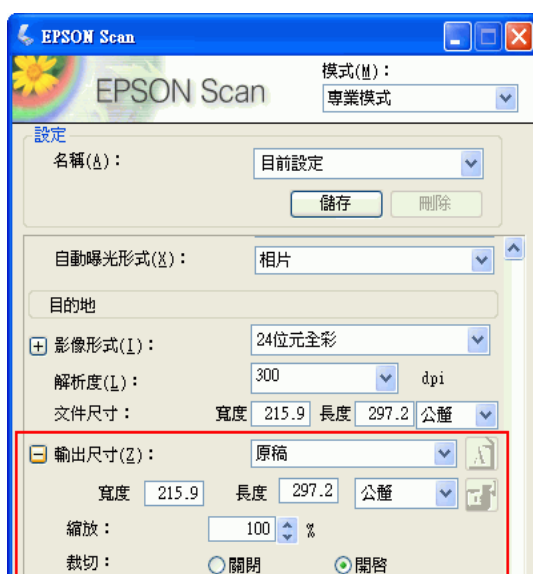 EPSON Scan
EPSON Scan
模式(M)：
專業模式
設定
名稱(A)：
目前設定
儲存
刪除
自動曝光形式(X)：
相片
目的地
影像形式(I)：
24位元全彩
解析度(L)：
300
dpi
文件尺寸：
寬度 215.9 長度 297.2 公釐
輸出尺寸(Z)：
原稿
寬度 215.9 長度 297.2 公釐
縮放：
100 %
裁切：
關閉 開啓